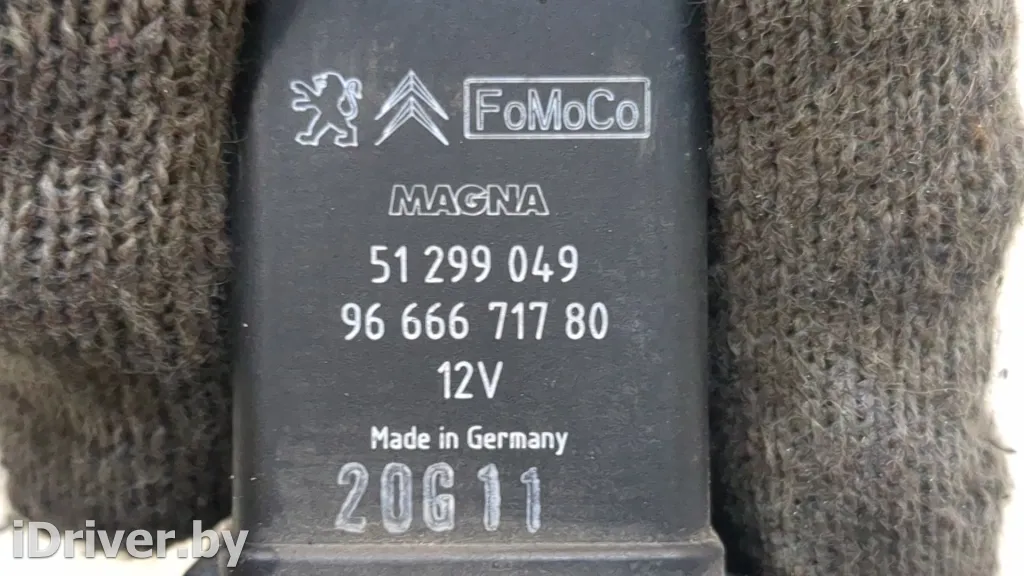 FoMoCo
MAGNA
51 299 049
96 666 717 80
12V
Made in Germany
20G11
iDriver.by